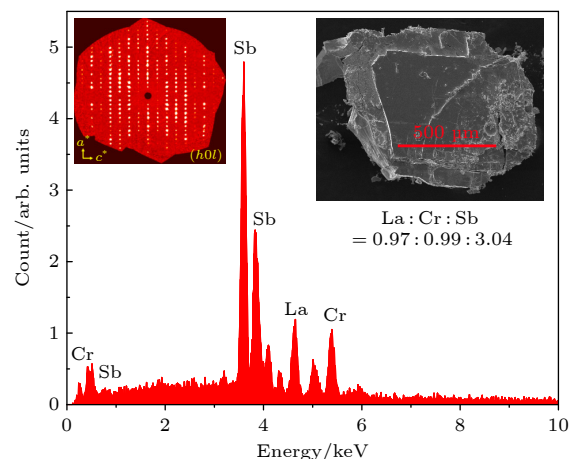 Count/arb. units
5
4
3
2
1
0
0
2
4
6
8
10
Energy/keV
Sb
Sb
La
Cr
Cr
Sb
a*
c*
(h0l)
500 μm
La : Cr : Sb
= 0.97 : 0.99 : 3.04